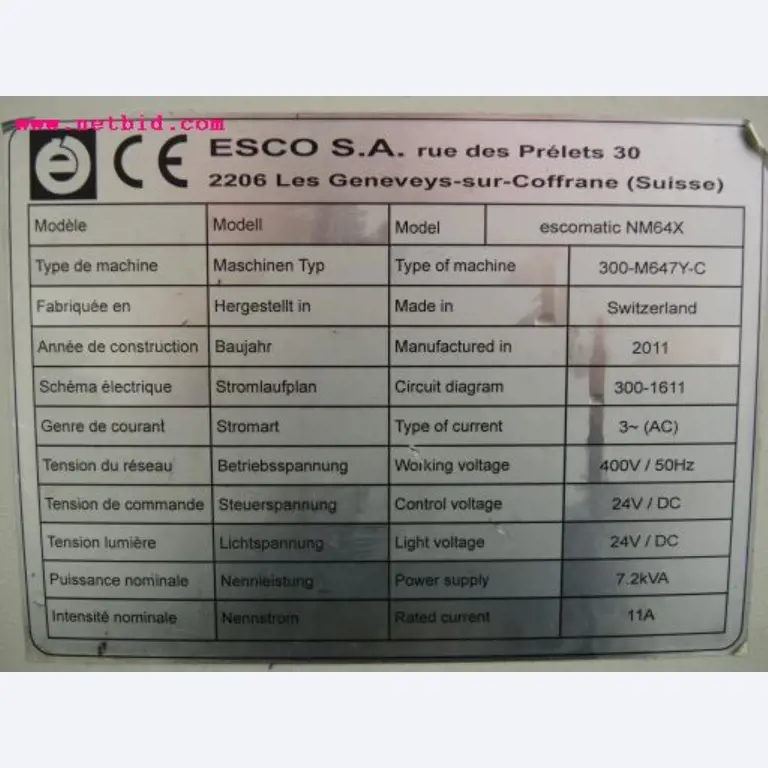 www.netbid.com
é CE ESCO S.A. rue des Prélets 30
2206 Les Geneveys-sur-Coffrane (Suisse)
Modèle Modell Model escomatic NM64X
Type de machine Maschinen Typ Type of machine 300-M647Y-C
Fabriquée en Hergestellt in Made in Switzerland
Année de construction Baujahr Manufactured in 2011
Schéma électrique Stromlaufplan Circuit diagram 300-1611
Genre de courant Stromart Type of current 3~ (AC)
Tension du réseau Betriebsspannung Working voltage 400V / 50Hz
Tension de commande Steuerspannung Control voltage 24V / DC
Tension lumière Lichtspannung Light voltage 24V / DC
Puissance nominale Nennleistung Power supply 7.2kVA
Intensité nominale Nennstrom Rated current 11A